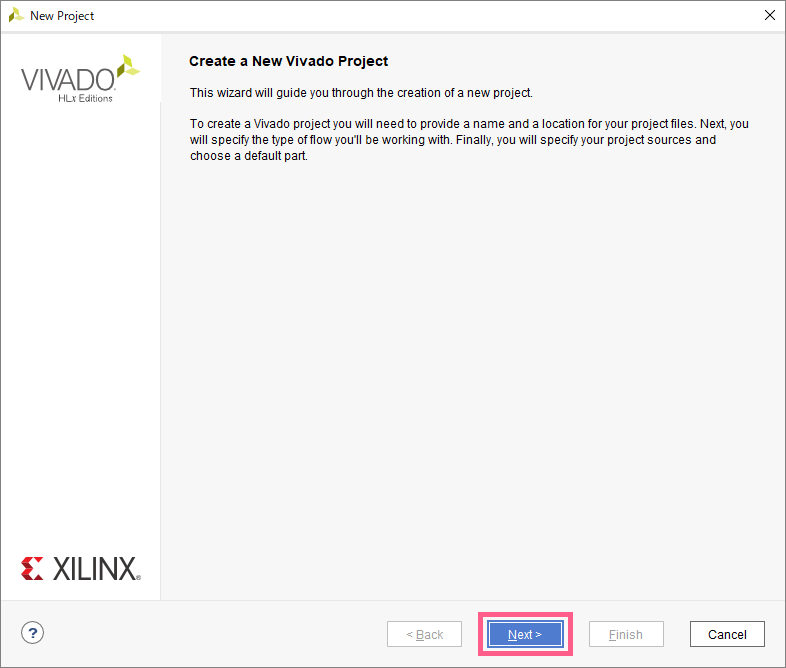 New Project
VIVADO
HLx Editions
Create a New Vivado Project
This wizard will guide you through the creation of a new project.
To create a Vivado project you will need to provide a name and a location for your project files. Next, you
will specify the type of flow you'll be working with. Finally, you will specify your project sources and
choose a default part.
XILINX®
?
< Back
Next >
Finish
Cancel